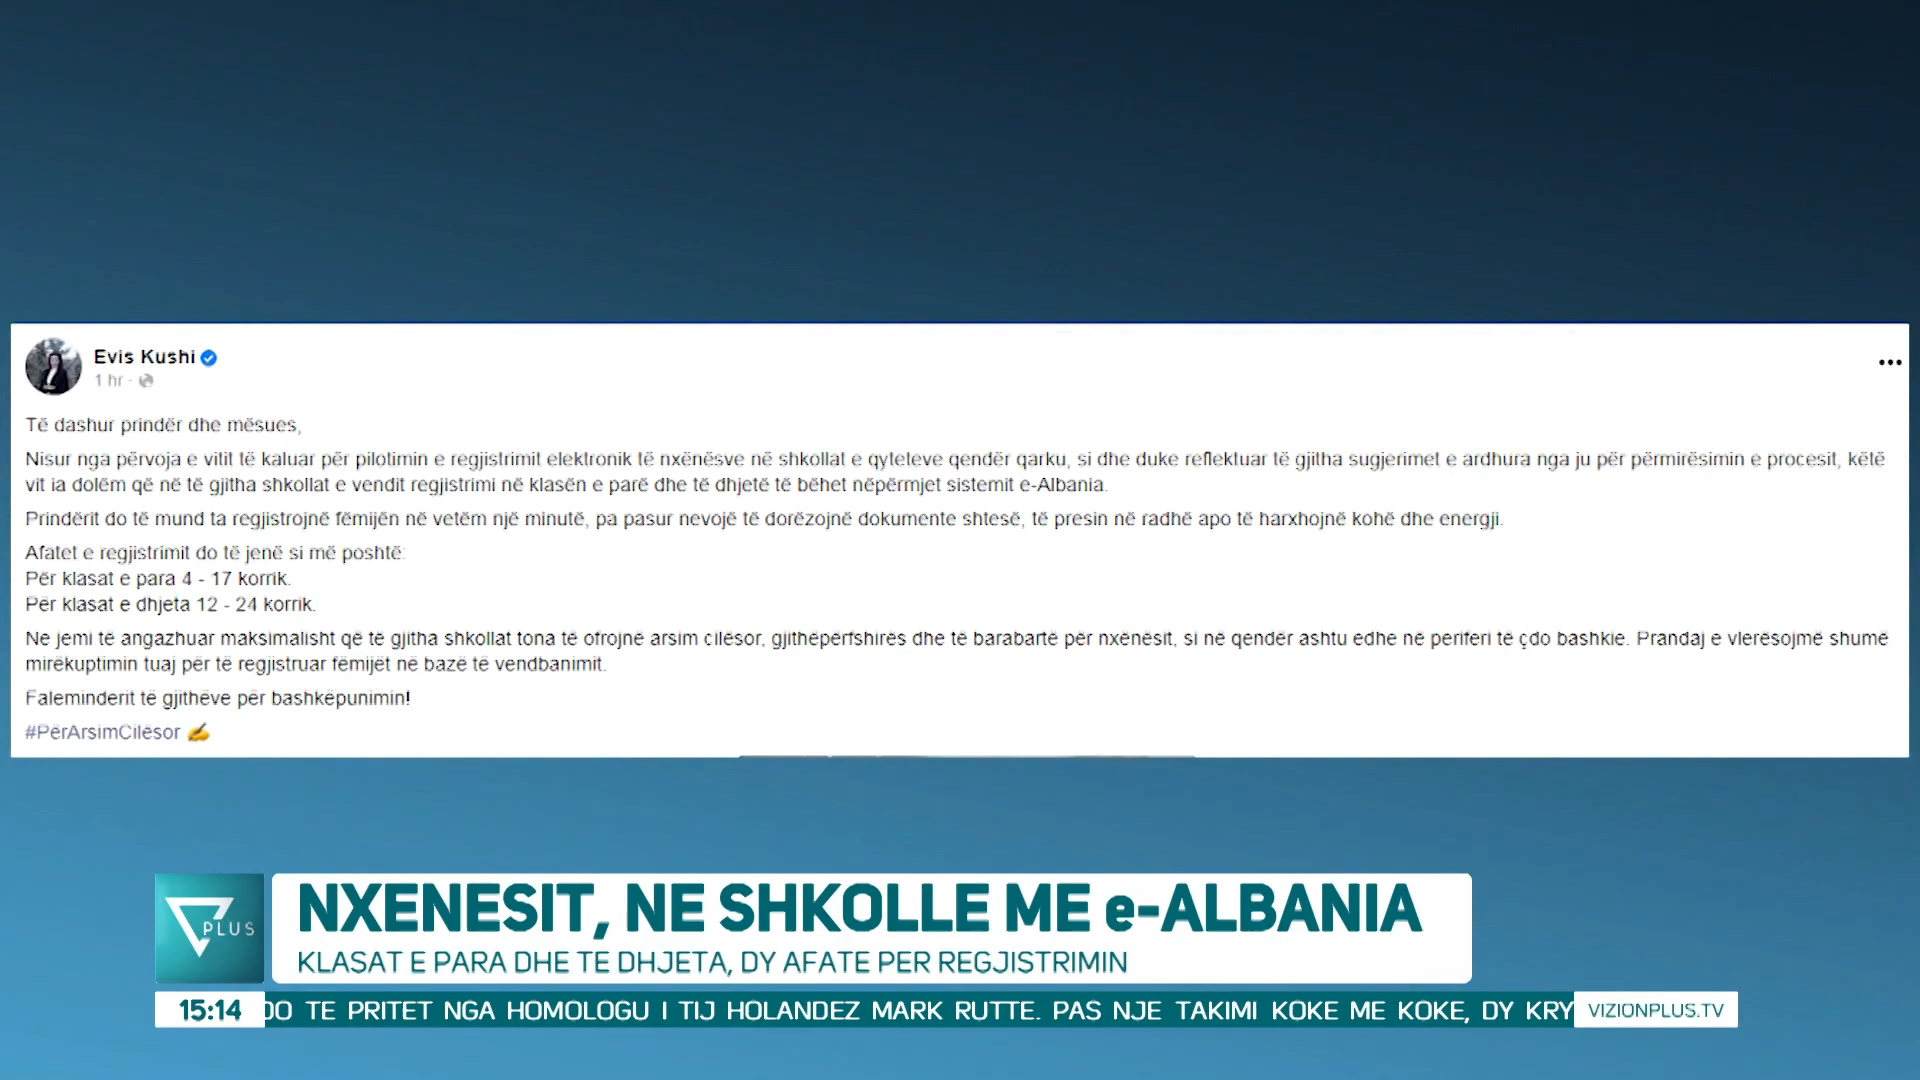 Evis Kushi
1 hr ·
Të dashur prindër dhe mësues,
Nisur nga përvoja e vitit të kaluar për pilotimin e regjistrimit elektronik të nxënësve në shkollat e qyteteve qendër qarku, si dhe duke reflektuar të gjitha sugjerimet e ardhura nga ju për përmirësimin e procesit, këtë
vit ia dolëm që në të gjitha shkollat e vendit regjistrimi në klasën e parë dhe të dhjetë të bëhet nëpërmjet sistemit e-Albania.
Prindërit do të mund ta regjistrojnë fëmijën në vetëm një minutë, pa pasur nevojë të dorëzojnë dokumente shtesë, të presin në radhë apo të harxhojnë kohë dhe energji.
Afatet e regjistrimit do të jenë si më poshtë:
Për klasat e para 4 - 17 korrik.
Për klasat e dhjeta 12 - 24 korrik.
Ne jemi të angazhuar maksimalisht që të gjitha shkollat tona të ofrojnë arsim cilësor, gjithëpërfshirës dhe të barabartë për nxënësit, si në qendër ashtu edhe në periferi të çdo bashkie. Prandaj e vlerësojmë shumë
mirëkuptimin tuaj për të regjistruar fëmijët në bazë të vendbanimit.
Faleminderit të gjithëve për bashkëpunimin!
#PërArsimCilësor ✍
PLUS
NXENESIT, NE SHKOLLE ME e-ALBANIA
KLASAT E PARA DHE TE DHJETA, DY AFATE PER REGJISTRIMIN
15:14 DO TE PRITET NGA HOMOLOGU I TIJ HOLANDEZ MARK RUTTE. PAS NJE TAKIMI KOKE ME KOKE, DY KRY VIZIONPLUS.TV